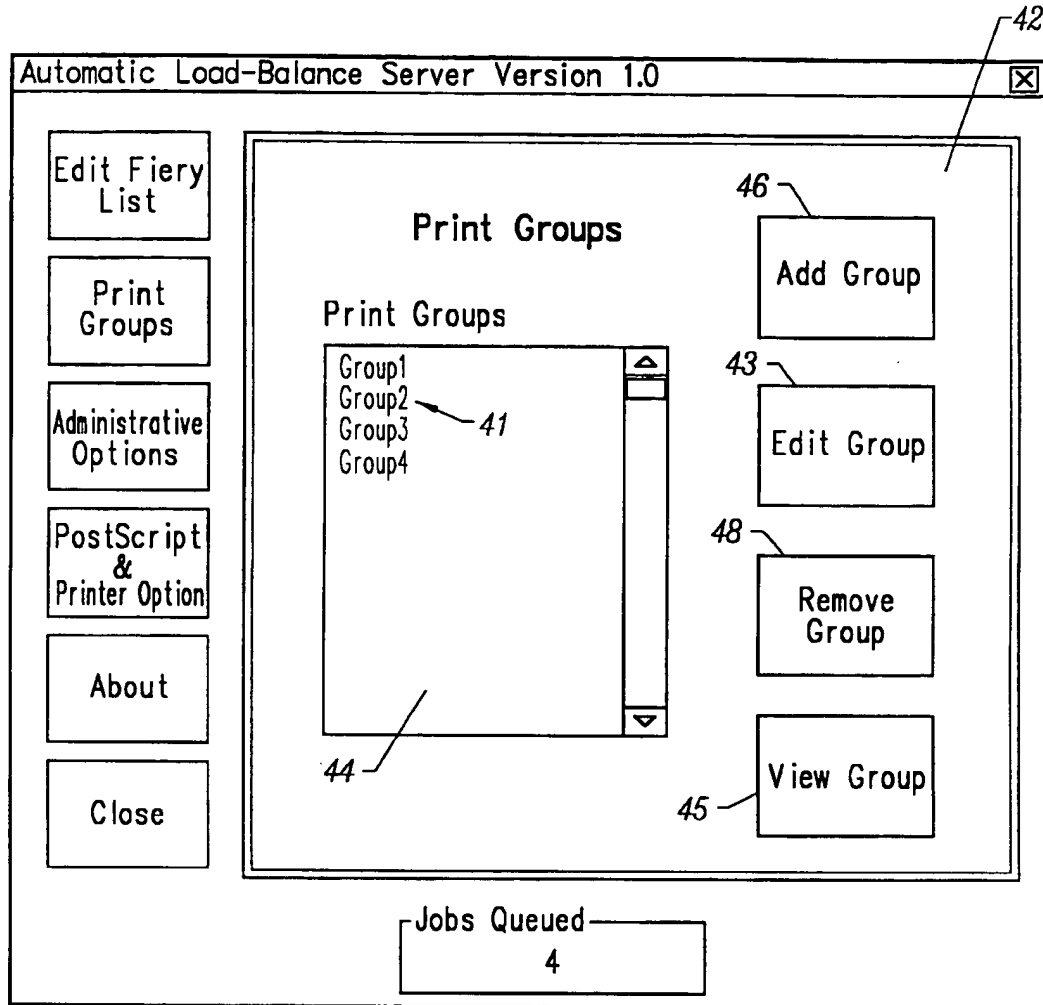 42
Automatic Load-Balance Server Version 1.0
Edit Fiery
List
Print
Groups
Administrative
Options
PostScript
&
Printer Option
About
Close
Print Groups
Print Groups
Group1
Group2
41
Group3
Group4
44
46
Add Group
43
Edit Group
48
Remove
Group
View Group
45
Jobs Queued
4